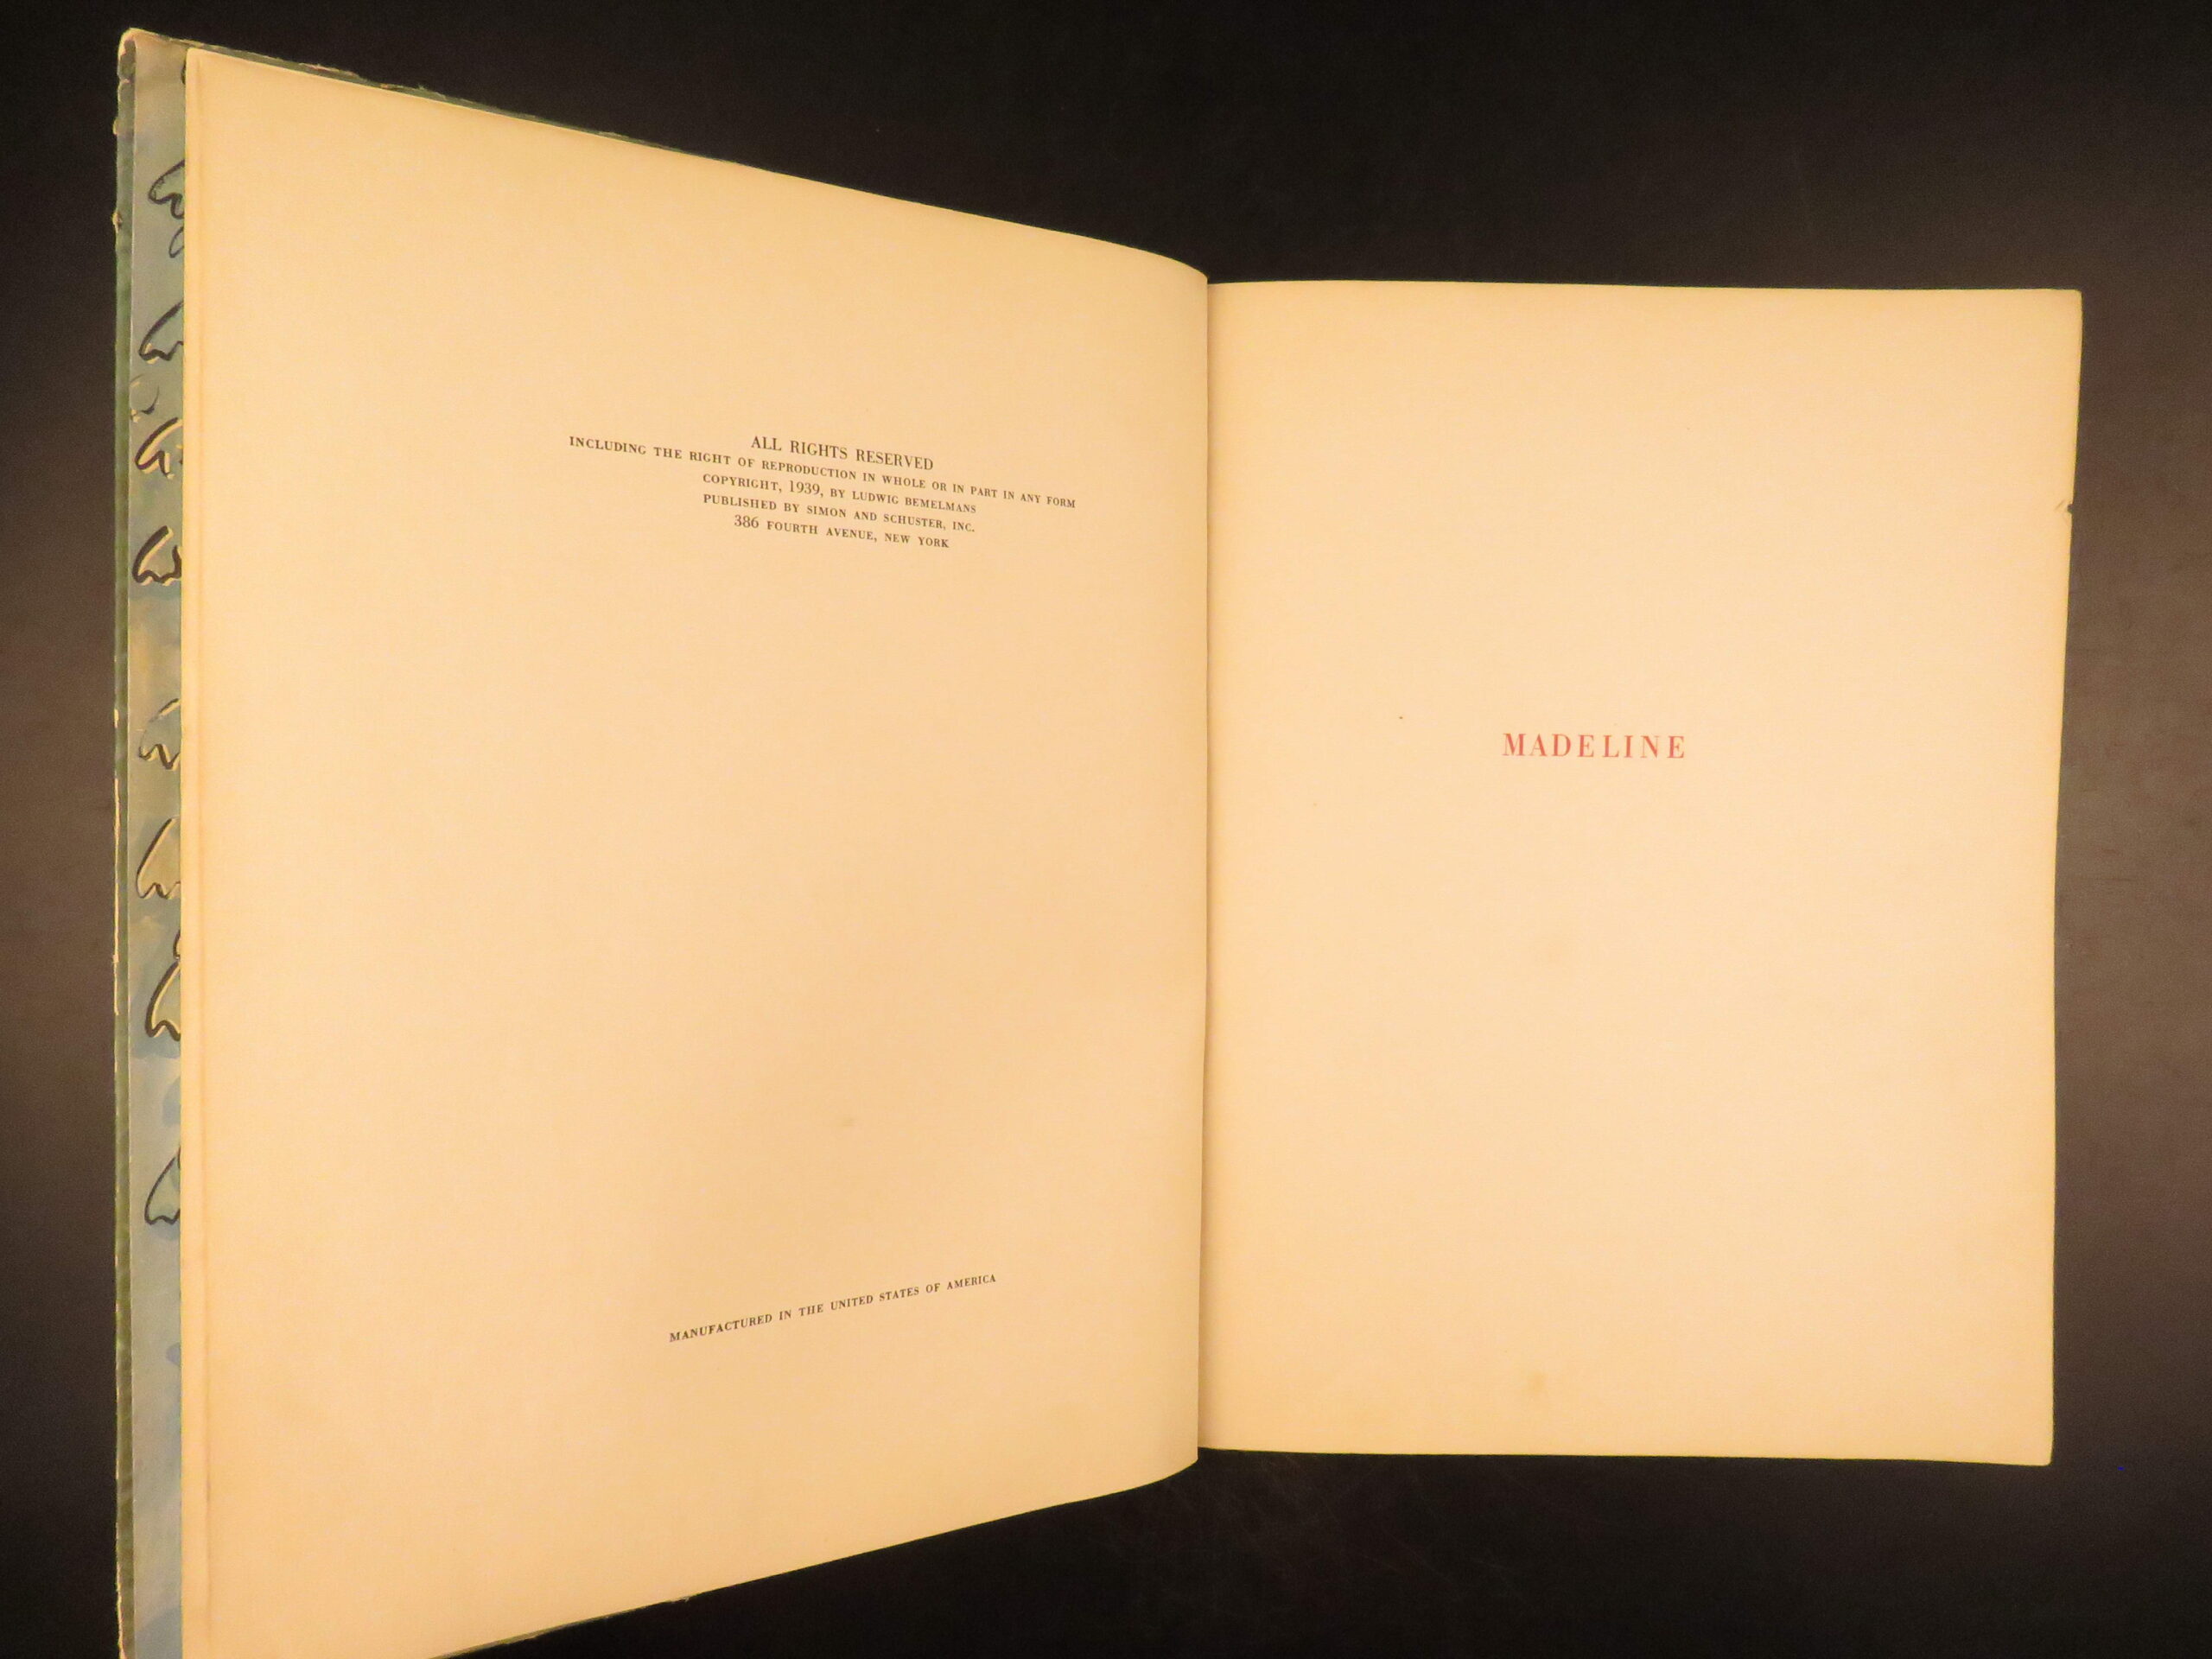 ALL RIGHTS RESERVED
INCLUDING THE RIGHT OF REPRODUCTION IN WHOLE OR IN PART IN ANY FORM
COPYRIGHT, 1939, BY LUDWIG BEMELMANS
PUBLISHED BY SIMON AND SCHUSTER, INC.
386 FOURTH AVENUE, NEW YORK
MANUFACTURED IN THE UNITED STATES OF AMERICA
MADELINE